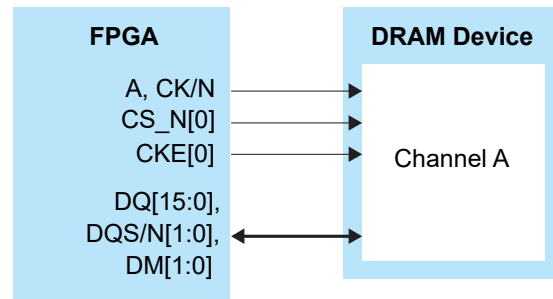 FPGA
A, CK/N
CS_N[0]
CKE[0]
DQ[15:0],
DQS/N[1:0],
DM[1:0]
DRAM Device
Channel A